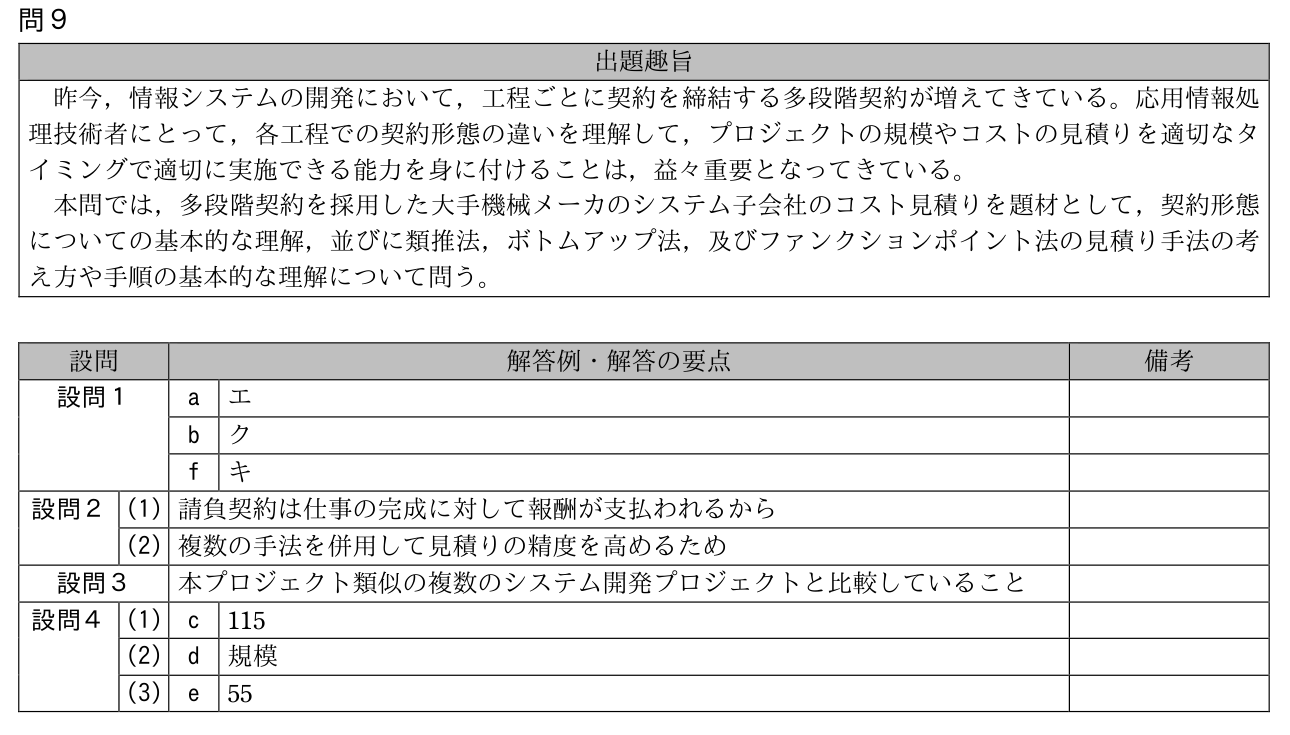 問9
出題趣旨
昨今,情報システムの開発において,工程ごとに契約を締結する多段階契約が増えてきている。応用情報処
理技術者にとって,各工程での契約形態の違いを理解して,プロジェクトの規模やコストの見積りを適切なタ
イミングで適切に実施できる能力を身に付けることは,益々重要となってきている。
本問では,多段階契約を採用した大手機械メーカのシステム子会社のコスト見積りを題材として,契約形態
についての基本的な理解,並びに類推法,ボトムアップ法,及びファンクションポイント法の見積り手法の考
え方や手順の基本的な理解について問う。
設問 解答例・解答の要点 備考
設問1 a エ
b ク
f キ
設問2 (1) 請負契約は仕事の完成に対して報酬が支払われるから
(2) 複数の手法を併用して見積りの精度を高めるため
設問3 本プロジェクト類似の複数のシステム開発プロジェクトと比較していること
設問4 (1) c 115
(2) d 規模
(3) e 55